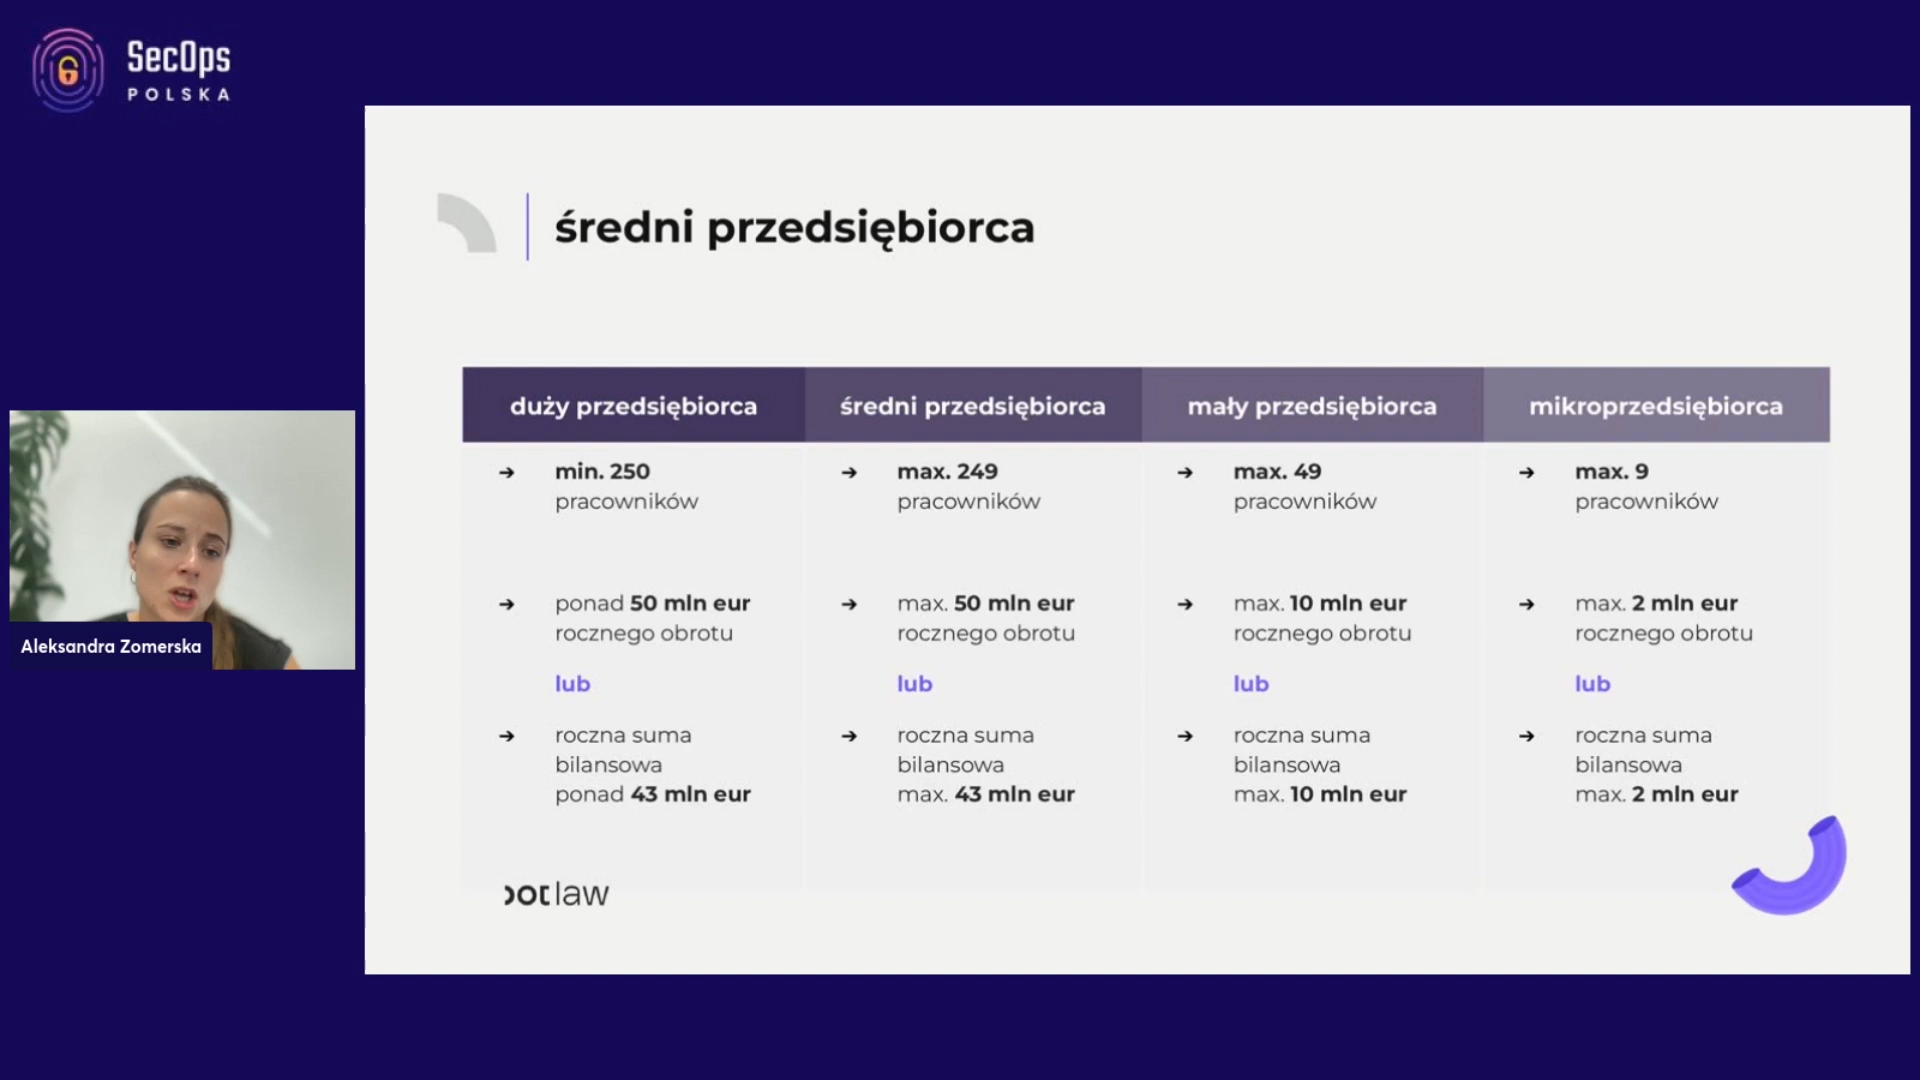 SecOps
POLSKA
średni przedsiębiorca
duży przedsiębiorca
średni przedsiębiorca
mały przedsiębiorca
mikroprzedsiębiorca
➔ min. 250
pracowników
➔ ponad 50 mln eur
rocznego obrotu
lub
➔ roczna suma
bilansowa
ponad 43 mln eur
➔ max. 249
pracowników
➔ max. 50 mln eur
rocznego obrotu
lub
➔ roczna suma
bilansowa
max. 43 mln eur
➔ max. 49
pracowników
➔ max. 10 mln eur
rocznego obrotu
lub
➔ roczna suma
bilansowa
max. 10 mln eur
➔ max. 9
pracowników
➔ max. 2 mln eur
rocznego obrotu
lub
➔ roczna suma
bilansowa
max. 2 mln eur
Aleksandra Zomerska
law